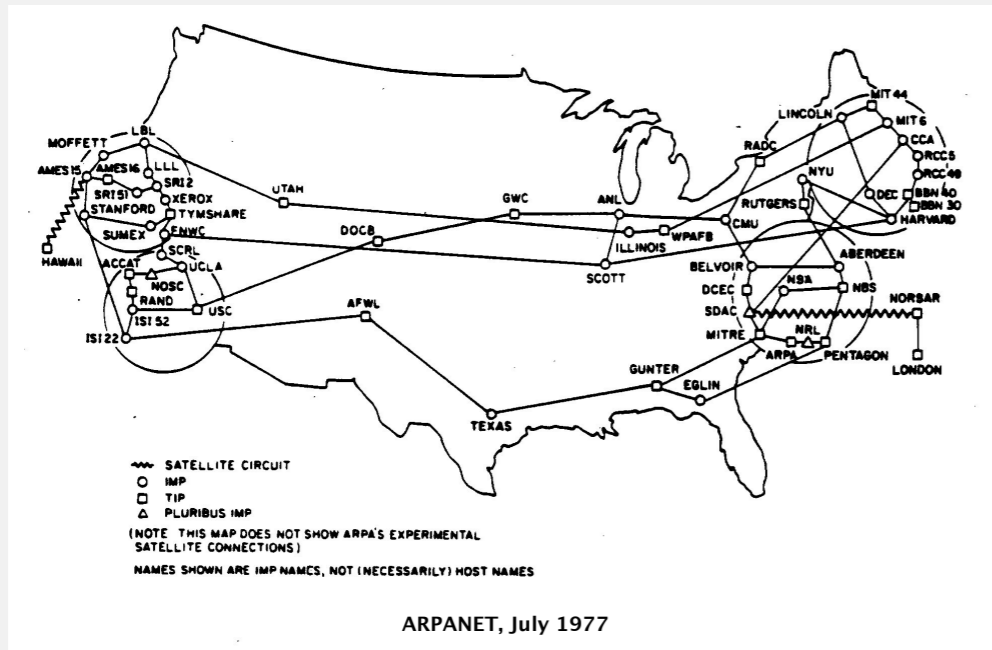 MIT 44
LINCOLN
MIT 6
LBL
MOFFETT
CCA
RADC
RCC 5
AMES 15
AMES16
LLL
NYU
RCC 49
SRI 2
SRI 51
UTAH
XEROX
DEC
BBN 40
GWC
ANL
RUTGERS
BBN 30
STANFORD
TYMSHARE
HARVARD
CMU
SUMEX
FNWC
DOCB
WPAFB
ILLINOIS
SCRL
ABERDEEN
HAWAII
ACCAT
UCLA
SCOTT
BELVOIR
NOSC
NSA
DCEC
NBS
NORSAR
RAND
AFWL
SDAC
USC
ISI 52
NRL
MITRE
ISI 22
ARPA
PENTAGON
LONDON
GUNTER
EGLIN
TEXAS
SATELLITE CIRCUIT
IMP
TIP
PLURIBUS IMP
(NOTE THIS MAP DOES NOT SHOW ARPA'S EXPERIMENTAL
SATELLITE CONNECTIONS)
NAMES SHOWN ARE IMP NAMES, NOT (NECESSARILY) HOST NAMES
ARPANET, July 1977